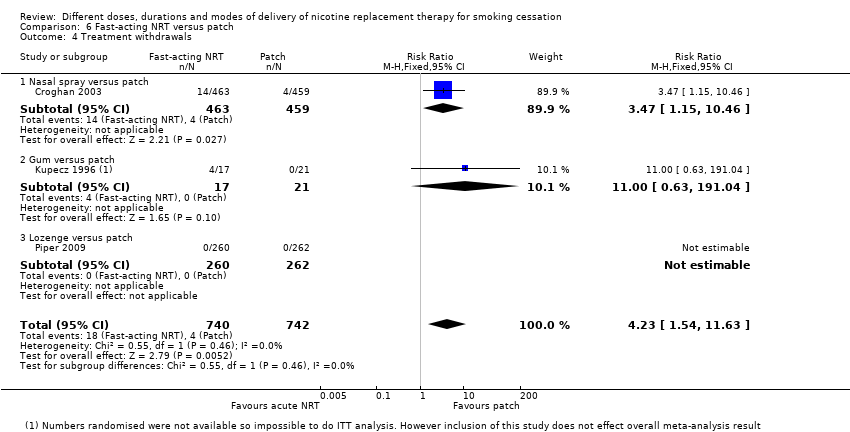 Review: Different doses, durations and modes of delivery of nicotine replacement therapy for smoking cessation
Comparison: 6 Fast-acting NRT versus patch
Outcome: 4 Treatment withdrawals
Study or subgroup Fast-acting NRT Patch Risk Ratio Weight Risk Ratio
n/N n/N M-H,Fixed,95% CI M-H,Fixed,95% CI
1 Nasal spray versus patch
Croghan 2003 14/463 4/459 89.9 % 3.47 [ 1.15, 10.46 ]
Subtotal (95% CI) 463 459 89.9 % 3.47 [ 1.15, 10.46 ]
Total events: 14 (Fast-acting NRT), 4 (Patch)
Heterogeneity: not applicable
Test for overall effect: Z = 2.21 (P = 0.027)
2 Gum versus patch
Kupecz 1996 (1) 4/17 0/21 10.1 % 11.00 [ 0.63, 191.04 ]
Subtotal (95% CI) 17 21 10.1 % 11.00 [ 0.63, 191.04 ]
Total events: 4 (Fast-acting NRT), 0 (Patch)
Heterogeneity: not applicable
Test for overall effect: Z = 1.65 (P = 0.10)
3 Lozenge versus patch
Piper 2009 0/260 0/262 Not estimable
Subtotal (95% CI) 260 262 Not estimable
Total events: 0 (Fast-acting NRT), 0 (Patch)
Heterogeneity: not applicable
Test for overall effect: not applicable
Total (95% CI) 740 742 100.0 % 4.23 [ 1.54, 11.63 ]
Total events: 18 (Fast-acting NRT), 4 (Patch)
Heterogeneity: Chi² = 0.55, df = 1 (P = 0.46); I² =0.0%
Test for overall effect: Z = 2.79 (P = 0.0052)
Test for subgroup differences: Chi² = 0.55, df = 1 (P = 0.46), I² =0.0%
0.005 0.1 1 10 200
Favours acute NRT Favours patch
(1) Numbers randomised were not available so impossible to do ITT analysis. However inclusion of this study does not effect overall meta-analysis result